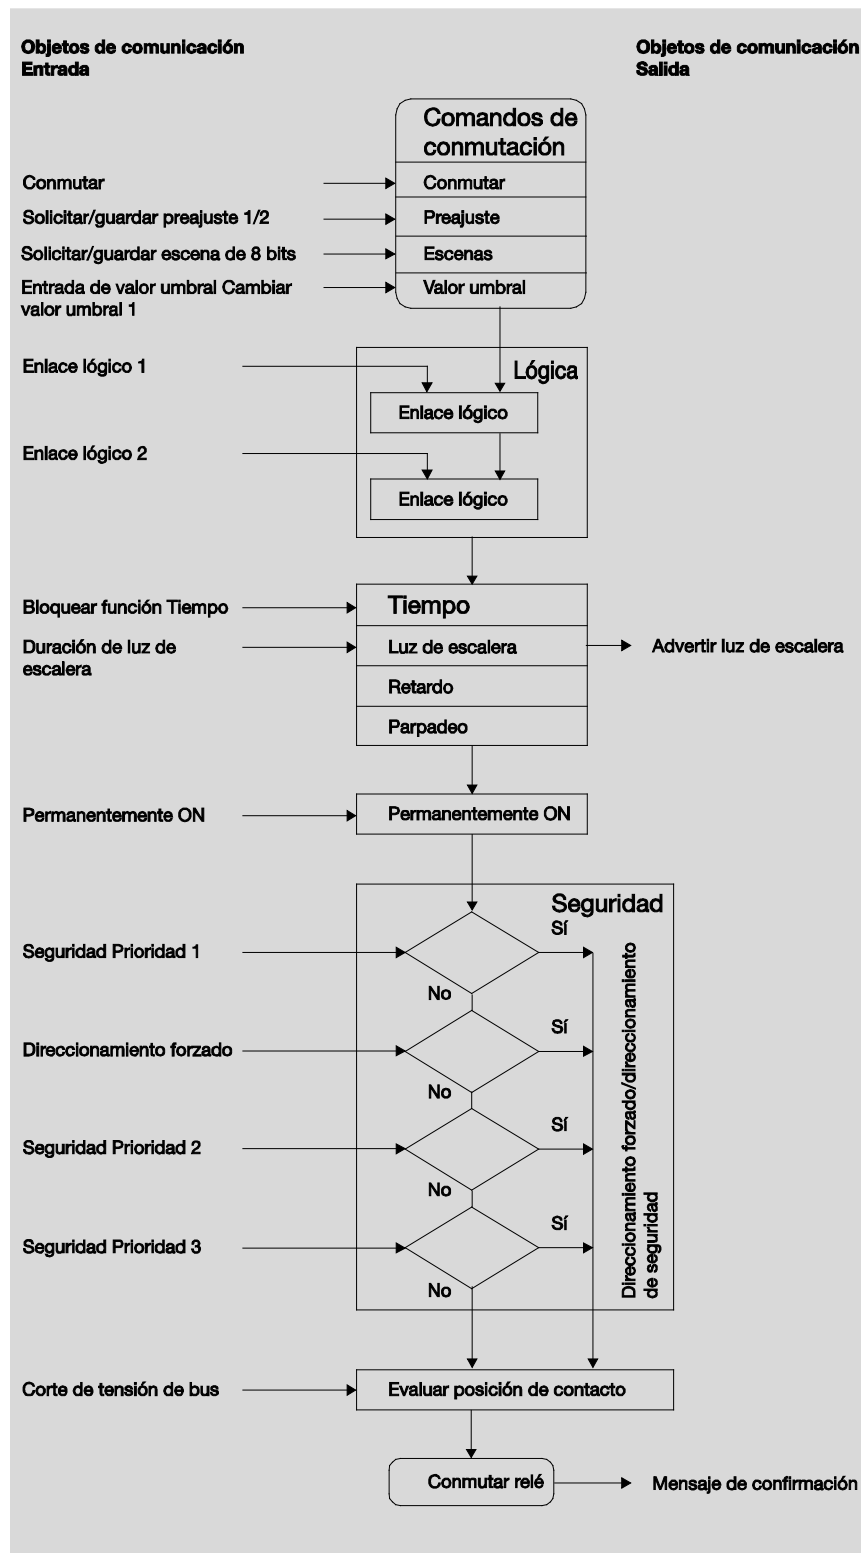 Objetos de comunicación
Entrada
Objetos de comunicación
Salida
Comandos de
conmutación
Conmutar
Conmutar
Solicitar/guardar preajuste 1/2
Preajuste
Solicitar/guardar escena de 8 bits
Escenas
Entrada de valor umbral Cambiar
valor umbral 1
Valor umbral
Enlace lógico 1
Lógica
Enlace lógico
Enlace lógico 2
Enlace lógico
Bloquear función Tiempo
Tiempo
Duración de luz de
escalera
Luz de escalera
Advertir luz de escalera
Retardo
Parpadeo
Permanentemente ON
Permanentemente ON
Seguridad
Seguridad Prioridad 1
Sí
No
Direccionamiento forzado
Sí
No
Seguridad Prioridad 2
Sí
No
Seguridad Prioridad 3
Sí
No
Direccionamiento forzado/direccionamiento
de seguridad
Corte de tensión de bus
Evaluar posición de contacto
Conmutar relé
Mensaje de confirmación